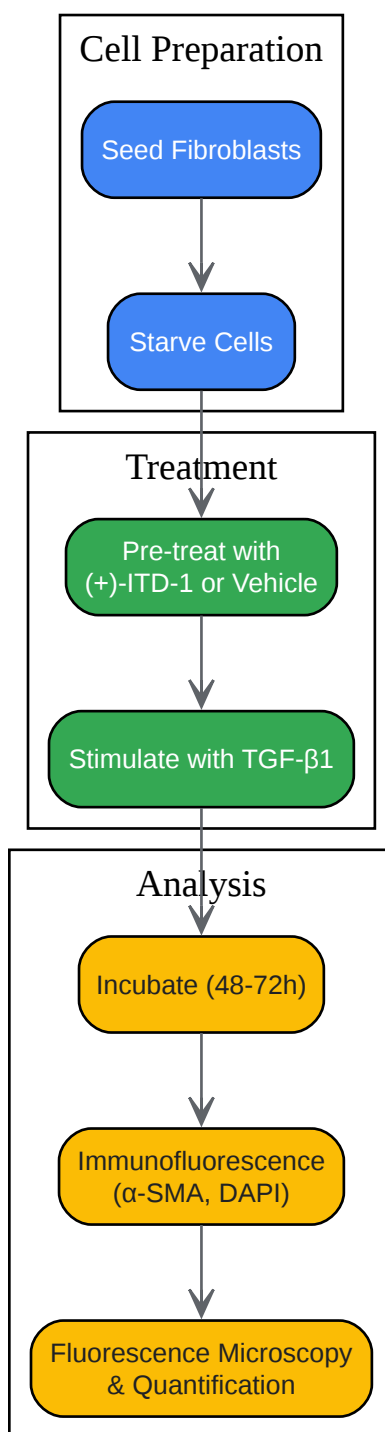 Cell Preparation
Seed Fibroblasts
Starve Cells
Treatment
Pre-treat with
(+)-ITD-1 or Vehicle
Stimulate with TGF-β1
Analysis
Incubate (48-72h)
Immunofluorescence
(α-SMA, DAPI)
Fluorescence Microscopy
& Quantification